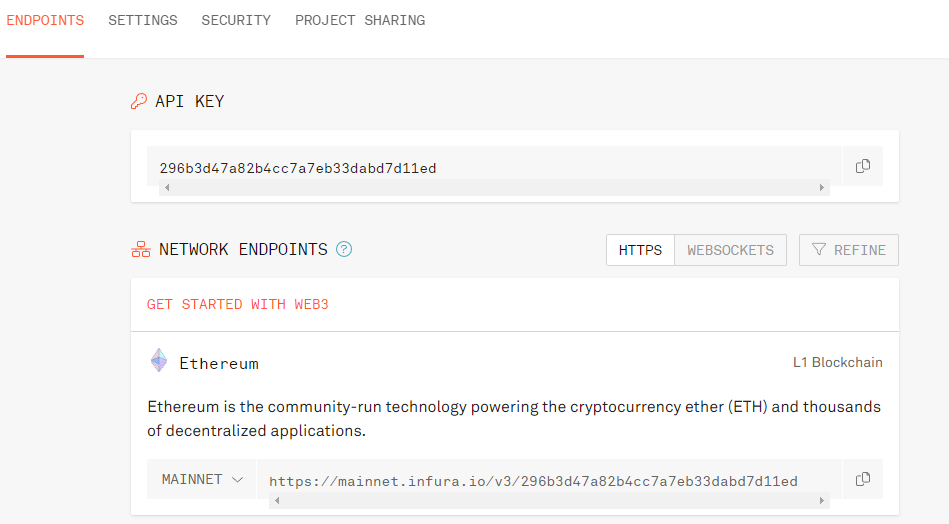 ENDPOINTS SETTINGS SECURITY PROJECT SHARING
API KEY
296b3d47a82b4cc7a7eb33dabd7d11ed
NETWORK ENDPOINTS ? HTTPS WEBSOCKETS REFINE
GET STARTED WITH WEB3
Ethereum L1 Blockchain
Ethereum is the community-run technology powering the cryptocurrency ether (ETH) and thousands
of decentralized applications.
MAINNET https://mainnet.infura.io/v3/296b3d47a82b4cc7a7eb33dabd7d11ed